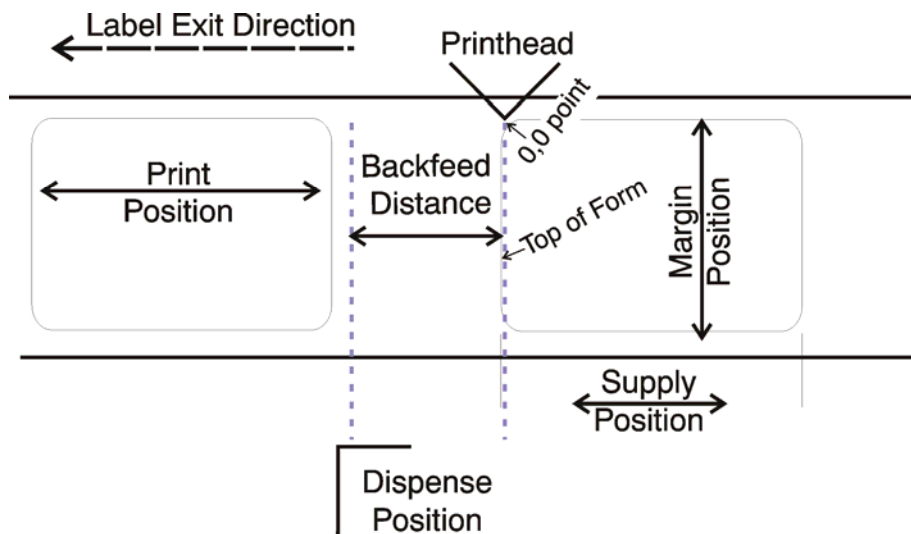 Label Exit Direction
Printhead
0,0 point
Print
Position
Backfeed
Distance
Top of Form
Margin
Position
Supply
Position
Dispense
Position